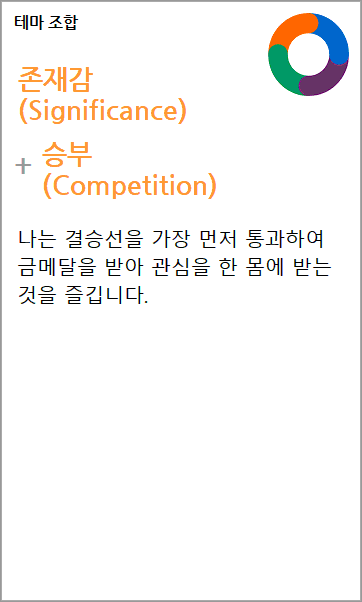 테마 조합
존재감
(Significance)
+ 승부
(Competition)
나는 결승선을 가장 먼저 통과하여
금메달을 받아 관심을 한 몸에 받는
것을 즐깁니다.